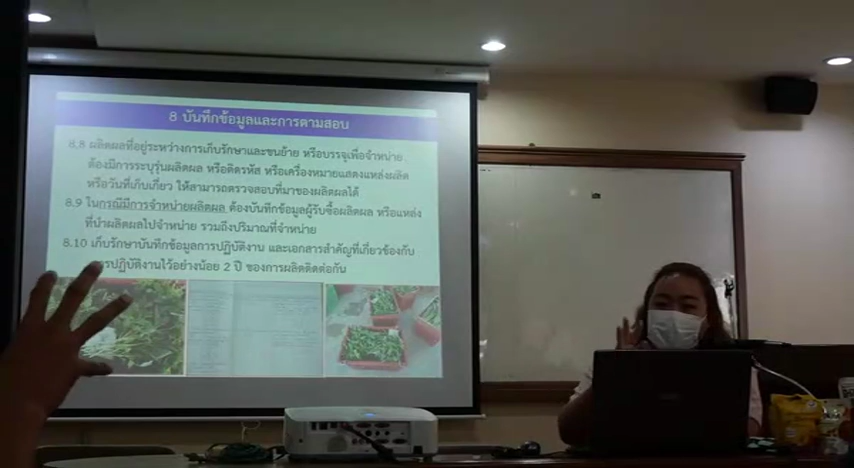 8 บันทึกข้อมูลและการตามสอบ
8.8 ผลิตผลที่อยู่ระหว่างการเก็บรักษาและขนย้าย หรือบรรจุเพื่อจำหน่าย
ต้องมีการระบุรุ่นผลิตผล หรือติดรหัส หรือเครื่องหมายแสดงแหล่งผลิต
หรือวันที่เก็บเกี่ยว ให้สามารถตรวจสอบที่มาของผลิตผลได้
8.9 ในกรณีมีการจำหน่ายผลิตผล ต้องบันทึกข้อมูลผู้รับซื้อผลิตผล หรือแหล่ง
ที่นำผลิตผลไปจำหน่าย รวมถึงปริมาณที่จำหน่าย
8.10 เก็บรักษาบันทึกข้อมูลการปฏิบัติงาน และเอกสารสำคัญที่เกี่ยวข้องกับ
การปฏิบัติงานไว้อย่างน้อย 2 ปี ของการผลิตติดต่อกัน